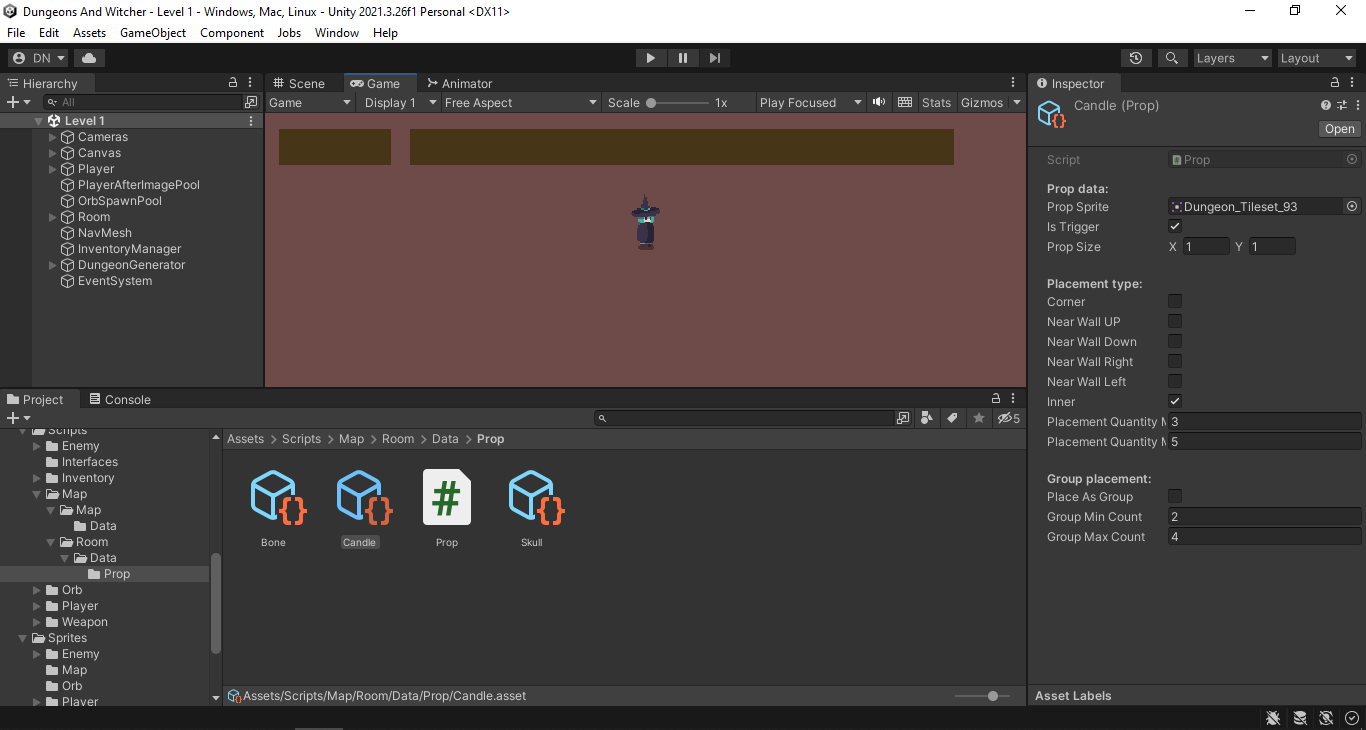 Dungeons And Witcher - Level 1 - Windows, Mac, Linux - Unity 2021.3.26f1 Personal <DX11>
File Edit Assets GameObject Component Jobs Window Help
DN Layers Layout
Hierarchy
All
Level 1
Cameras
Canvas
Player
PlayerAfterImagePool
OrbSpawnPool
Room
NavMesh
InventoryManager
DungeonGenerator
EventSystem
Scene Game Animator
Game Display 1 Free Aspect Scale 1x Play Focused Stats Gizmos
Inspector
Candle (Prop)
Open
Script Prop
Prop data:
Prop Sprite Dungeon_Tileset_93
Is Trigger
Prop Size X 1 Y 1
Placement type:
Corner
Near Wall UP
Near Wall Down
Near Wall Right
Near Wall Left
Inner
Placement Quantity M 3
Placement Quantity M 5
Group placement:
Place As Group
Group Min Count 2
Group Max Count 4
Asset Labels
Project Console
5
Scripts
Enemy
Interfaces
Inventory
Map
Map
Data
Room
Data
Prop
Orb
Player
Weapon
Sprites
Enemy
Map
Orb
Player
Assets > Scripts > Map > Room > Data > Prop
Bone Candle # Prop Skull
Assets/Scripts/Map/Room/Data/Prop/Candle.asset